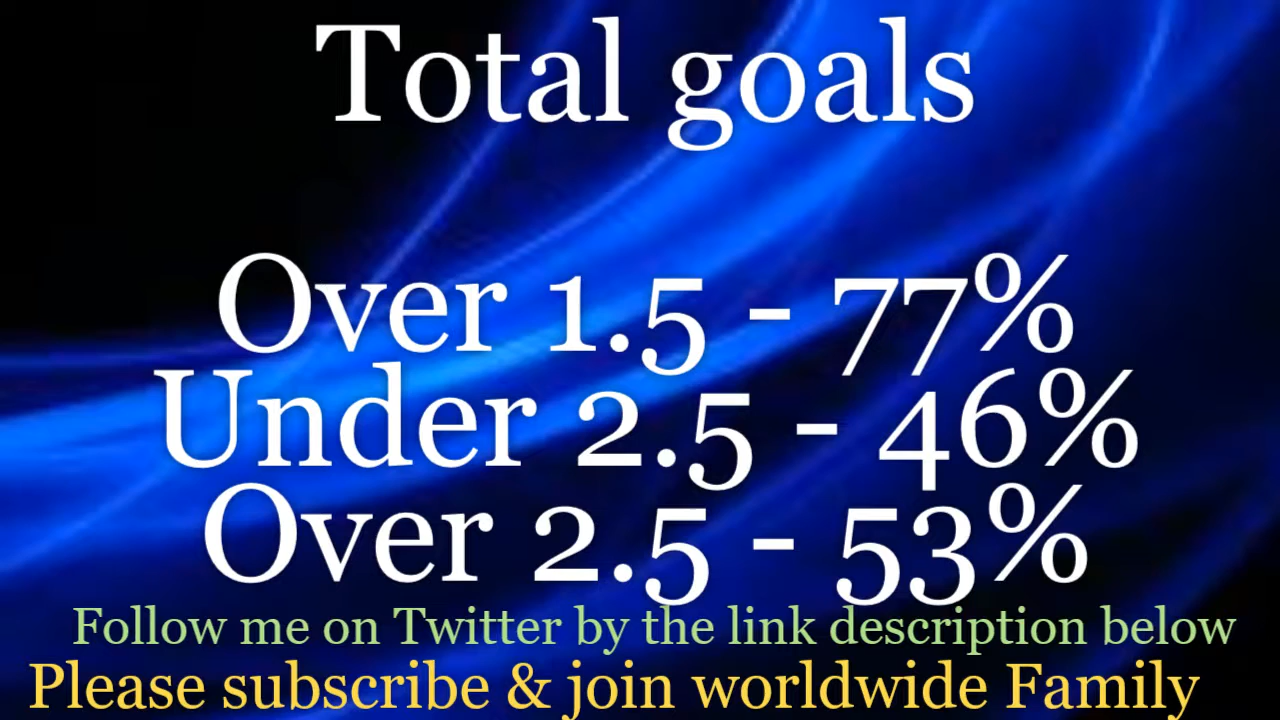 Total goals
Over 1.5 - 77%
Under 2.5 - 46%
Over 2.5 - 53%
Follow me on Twitter by the link description below
Please subscribe & join worldwide Family